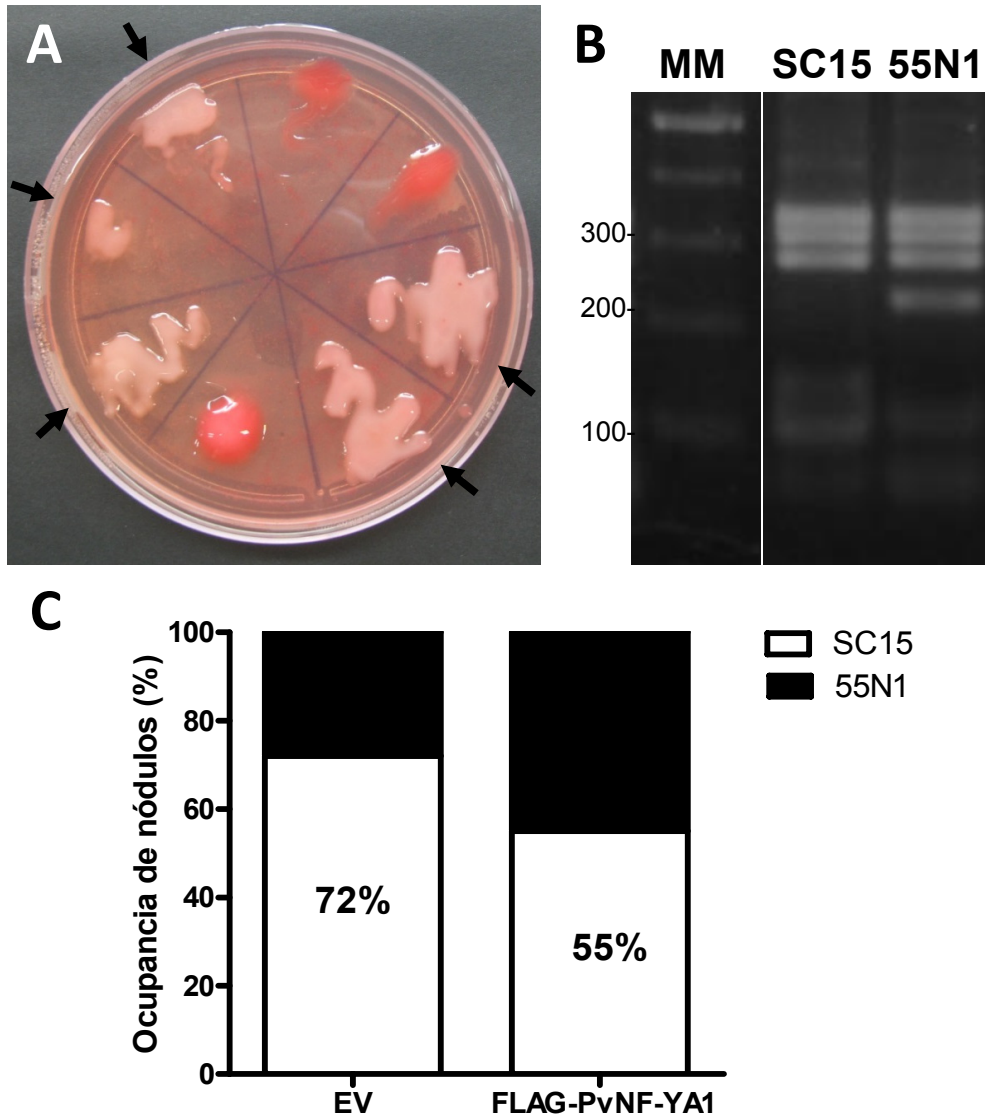 A
B
MM SC15 55N1
300
200
100
C
Ocupancia de nódulos (%)
100
80
60
40
20
0
72%
55%
EV
FLAG-PvNF-YA1
SC15
55N1